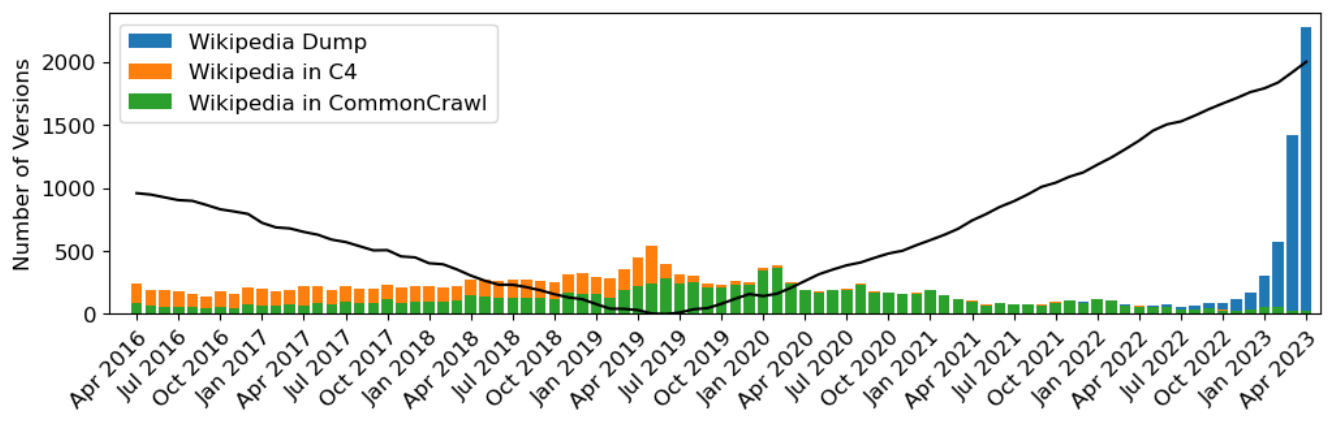 Number of Versions
2000
1500
1000
500
0
Wikipedia Dump
Wikipedia in C4
Wikipedia in CommonCrawl
Apr 2016
Jul 2016
Oct 2016
Jan 2017
Apr 2017
Jul 2017
Oct 2017
Jan 2018
Apr 2018
Jul 2018
Oct 2018
Jan 2019
Apr 2019
Jul 2019
Oct 2019
Jan 2020
Apr 2020
Jul 2020
Oct 2020
Jan 2021
Apr 2021
Jul 2021
Oct 2021
Jan 2022
Apr 2022
Jul 2022
Oct 2022
Jan 2023
Apr 2023